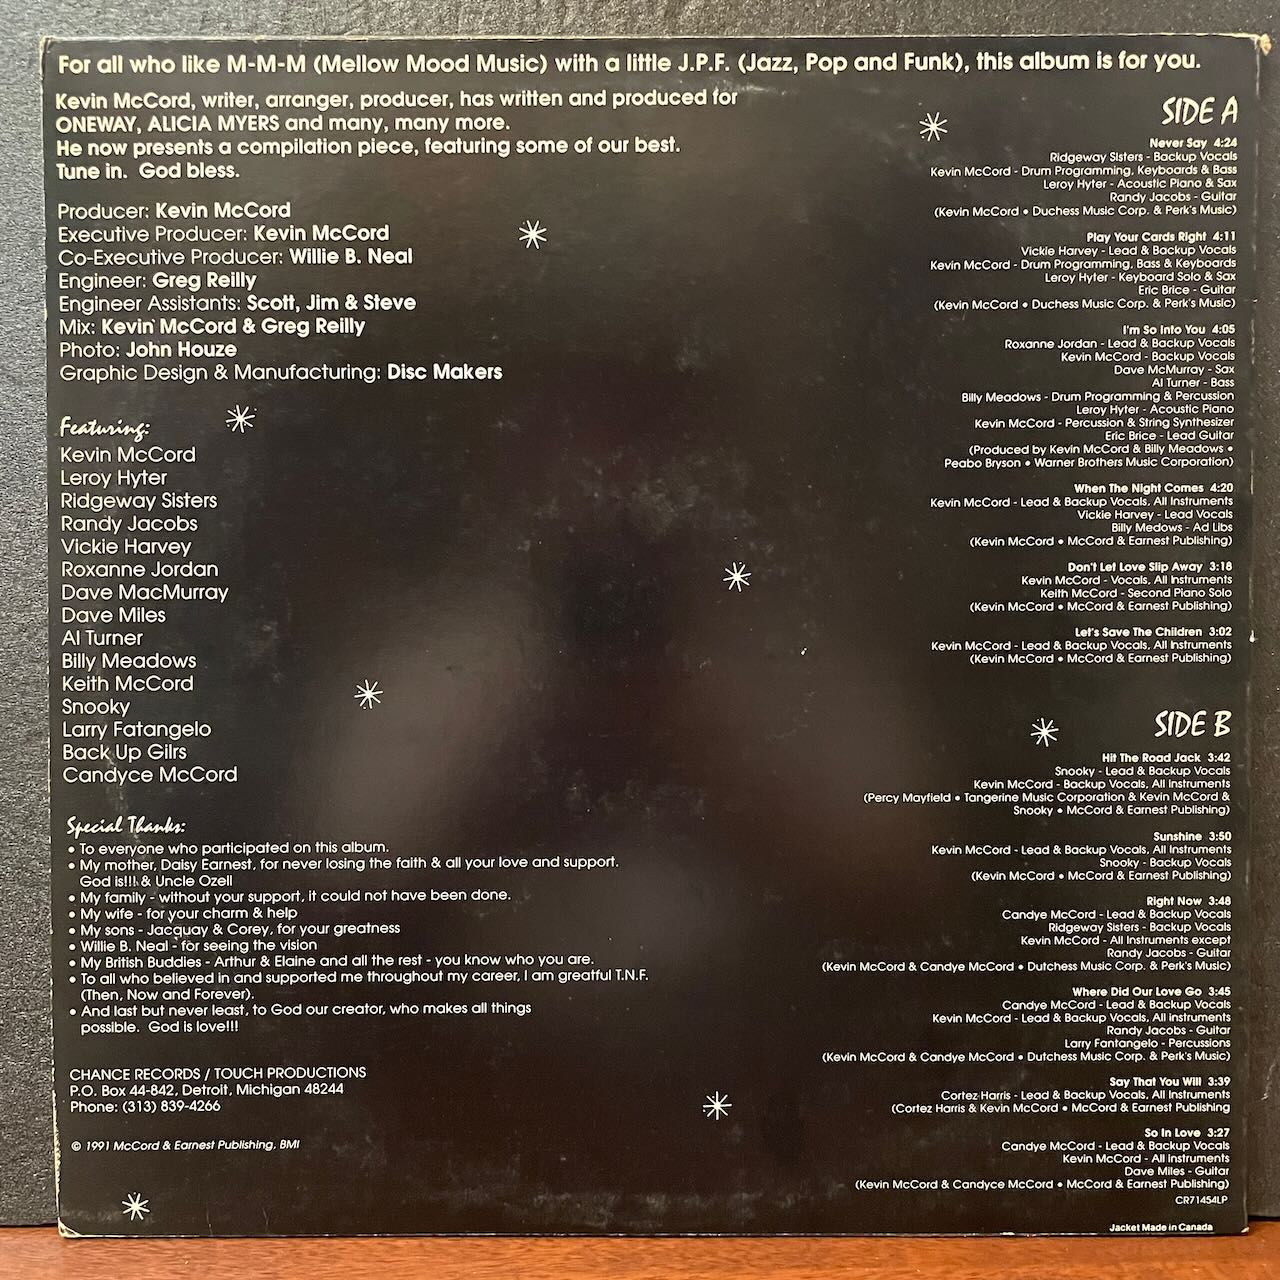 For all who like M-M-M (Mellow Mood Music) with a little J.P.F. (Jazz, Pop and Funk), this album is for you.
Kevin McCord, writer, arranger, producer, has written and produced for
ONEWAY, ALICIA MYERS and many, many more.
He now presents a compilation piece, featuring some of our best.
Tune in. God bless.
Producer: Kevin McCord
Executive Producer: Kevin McCord
Co-Executive Producer: Willie B. Neal
Engineer: Greg Reilly
Engineer Assistants: Scott, Jim & Steve
Mix: Kevin McCord & Greg Reilly
Photo: John Houze
Graphic Design & Manufacturing: Disc Makers
Featuring:
Kevin McCord
Leroy Hyter
Ridgeway Sisters
Randy Jacobs
Vickie Harvey
Roxanne Jordan
Dave MacMurray
Dave Miles
Al Turner
Billy Meadows
Keith McCord
Snooky
Larry Fatangelo
Back Up Gilrs
Candyce McCord
Special Thanks:
• To everyone who participated on this album.
• My mother, Daisy Earnest, for never losing the faith & all your love and support.
God is!!! & Uncle Ozell
• My family - without your support, it could not have been done.
• My wife - for your charm & help
• My sons - Jacquay & Corey, for your greatness
• Willie B. Neal - for seeing the vision
• My British Buddies - Arthur & Elaine and all the rest - you know who you are.
• To all who believed in and supported me throughout my career, I am greatful T.N.F.
(Then, Now and Forever).
• And last but never least, to God our creator, who makes all things
possible. God is love!!!
CHANCE RECORDS / TOUCH PRODUCTIONS
P.O. Box 44-842, Detroit, Michigan 48244
Phone: (313) 839-4266
© 1991 McCord & Earnest Publishing, BMI
SIDE A
Never Say 4:24
Ridgeway Sisters - Backup Vocals
Kevin McCord - Drum Programming, Keyboards & Bass
Leroy Hyter - Acoustic Piano & Sax
Randy Jacobs - Guitar
(Kevin McCord • Duchess Music Corp. & Perk's Music)
Play Your Cards Right 4:11
Vickie Harvey - Lead & Backup Vocals
Kevin McCord - Drum Programming, Bass & Keyboards
Leroy Hyter - Keyboard Solo & Sax
Eric Brice - Guitar
(Kevin McCord • Duchess Music Corp. & Perk's Music)
I'm So Into You 4:05
Roxanne Jordan - Lead & Backup Vocals
Kevin McCord - Backup Vocals
Dave McMurray - Sax
Al Turner - Bass
Billy Meadows - Drum Programming & Percussion
Leroy Hyter - Acoustic Piano
Kevin McCord - Percussion & String Synthesizer
Eric Brice - Lead Guitar
(Produced by Kevin McCord & Billy Meadows •
Peabo Bryson • Warner Brothers Music Corporation)
When The Night Comes 4:20
Kevin McCord - Lead & Backup Vocals, All Instruments
Vickie Harvey - Lead Vocals
Billy Medows - Ad Libs
(Kevin McCord • McCord & Earnest Publishing)
Don't Let Love Slip Away 3:18
Kevin McCord - Vocals, All Instruments
Keith McCord - Second Piano Solo
(Kevin McCord • McCord & Earnest Publishing)
Let's Save The Children 3:02
Kevin McCord - Lead & Backup Vocals, All Instruments
(Kevin McCord • McCord & Earnest Publishing)
SIDE B
Hit The Road Jack 3:42
Snooky - Lead & Backup Vocals
Kevin McCord - Backup Vocals, All Instruments
(Percy Mayfield • Tangerine Music Corporation & Kevin McCord &
Snooky • McCord & Earnest Publishing)
Sunshine 3:50
Kevin McCord - Lead & Backup Vocals, All Instruments
Snooky - Backup Vocals
(Kevin McCord • McCord & Earnest Publishing)
Right Now 3:48
Candye McCord - Lead & Backup Vocals
Ridgeway Sisters - Backup Vocals
Kevin McCord - All Instruments except
Randy Jacobs - Guitar
(Kevin McCord & Candye McCord • Dutchess Music Corp. & Perk's Music)
Where Did Our Love Go 3:45
Candye McCord - Lead & Backup Vocals
Kevin McCord - Lead & Backup Vocals, All instruments
Randy Jacobs - Guitar
Larry Fantangelo - Percussions
(Kevin McCord & Candye McCord • Dutchess Music Corp. & Perk's Music)
Say That You Will 3:39
Cortez Harris - Lead & Backup Vocals, All Instruments
(Cortez Harris & Kevin McCord • McCord & Earnest Publishing
So In Love 3:27
Candye McCord - Lead & Backup Vocals
Kevin McCord - All Instruments
Dave Miles - Guitar
(Kevin McCord & Candyce McCord • McCord & Earnest Publishing)
CR71454LP
Jacket Made in Canada